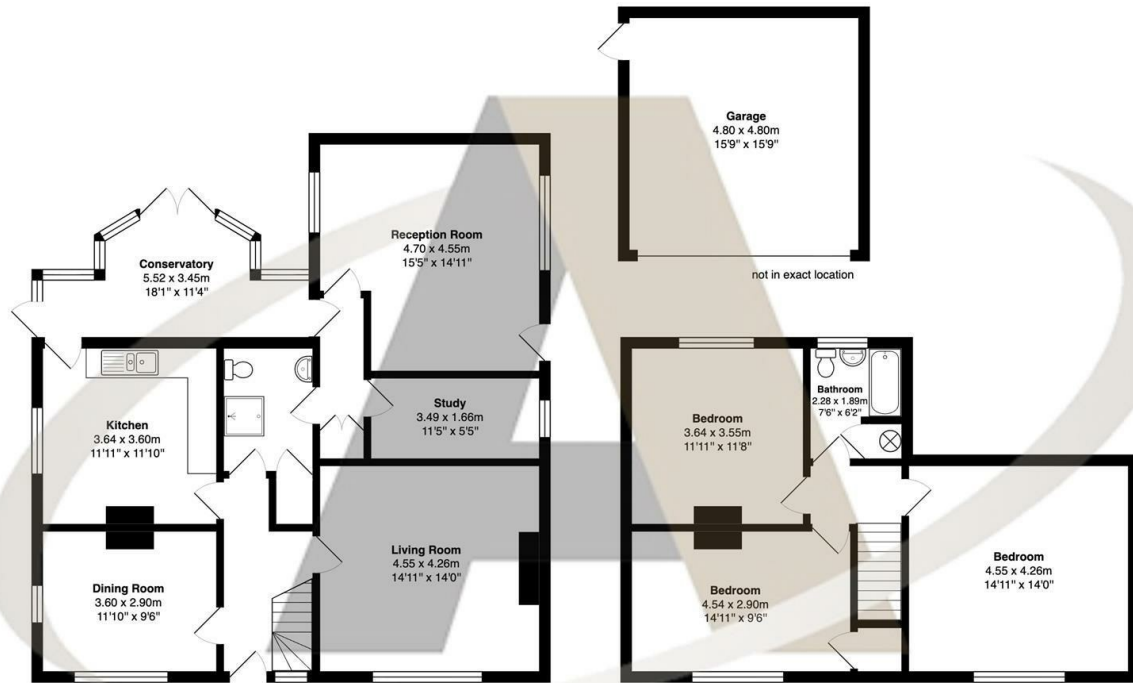 Garage
4.80 x 4.80m
15'9" x 15'9"
not in exact location
Reception Room
4.70 x 4.55m
15'5" x 14'11"
Conservatory
5.52 x 3.45m
18'1" x 11'4"
Kitchen
3.64 x 3.60m
11'11" x 11'10"
Study
3.49 x 1.66m
11'5" x 5'5"
Dining Room
3.60 x 2.90m
11'10" x 9'6"
Living Room
4.55 x 4.26m
14'11" x 14'0"
Bedroom
3.64 x 3.55m
11'11" x 11'8"
Bathroom
2.28 x 1.89m
7'6" x 6'2"
Bedroom
4.54 x 2.90m
14'11" x 9'6"
Bedroom
4.55 x 4.26m
14'11" x 14'0"